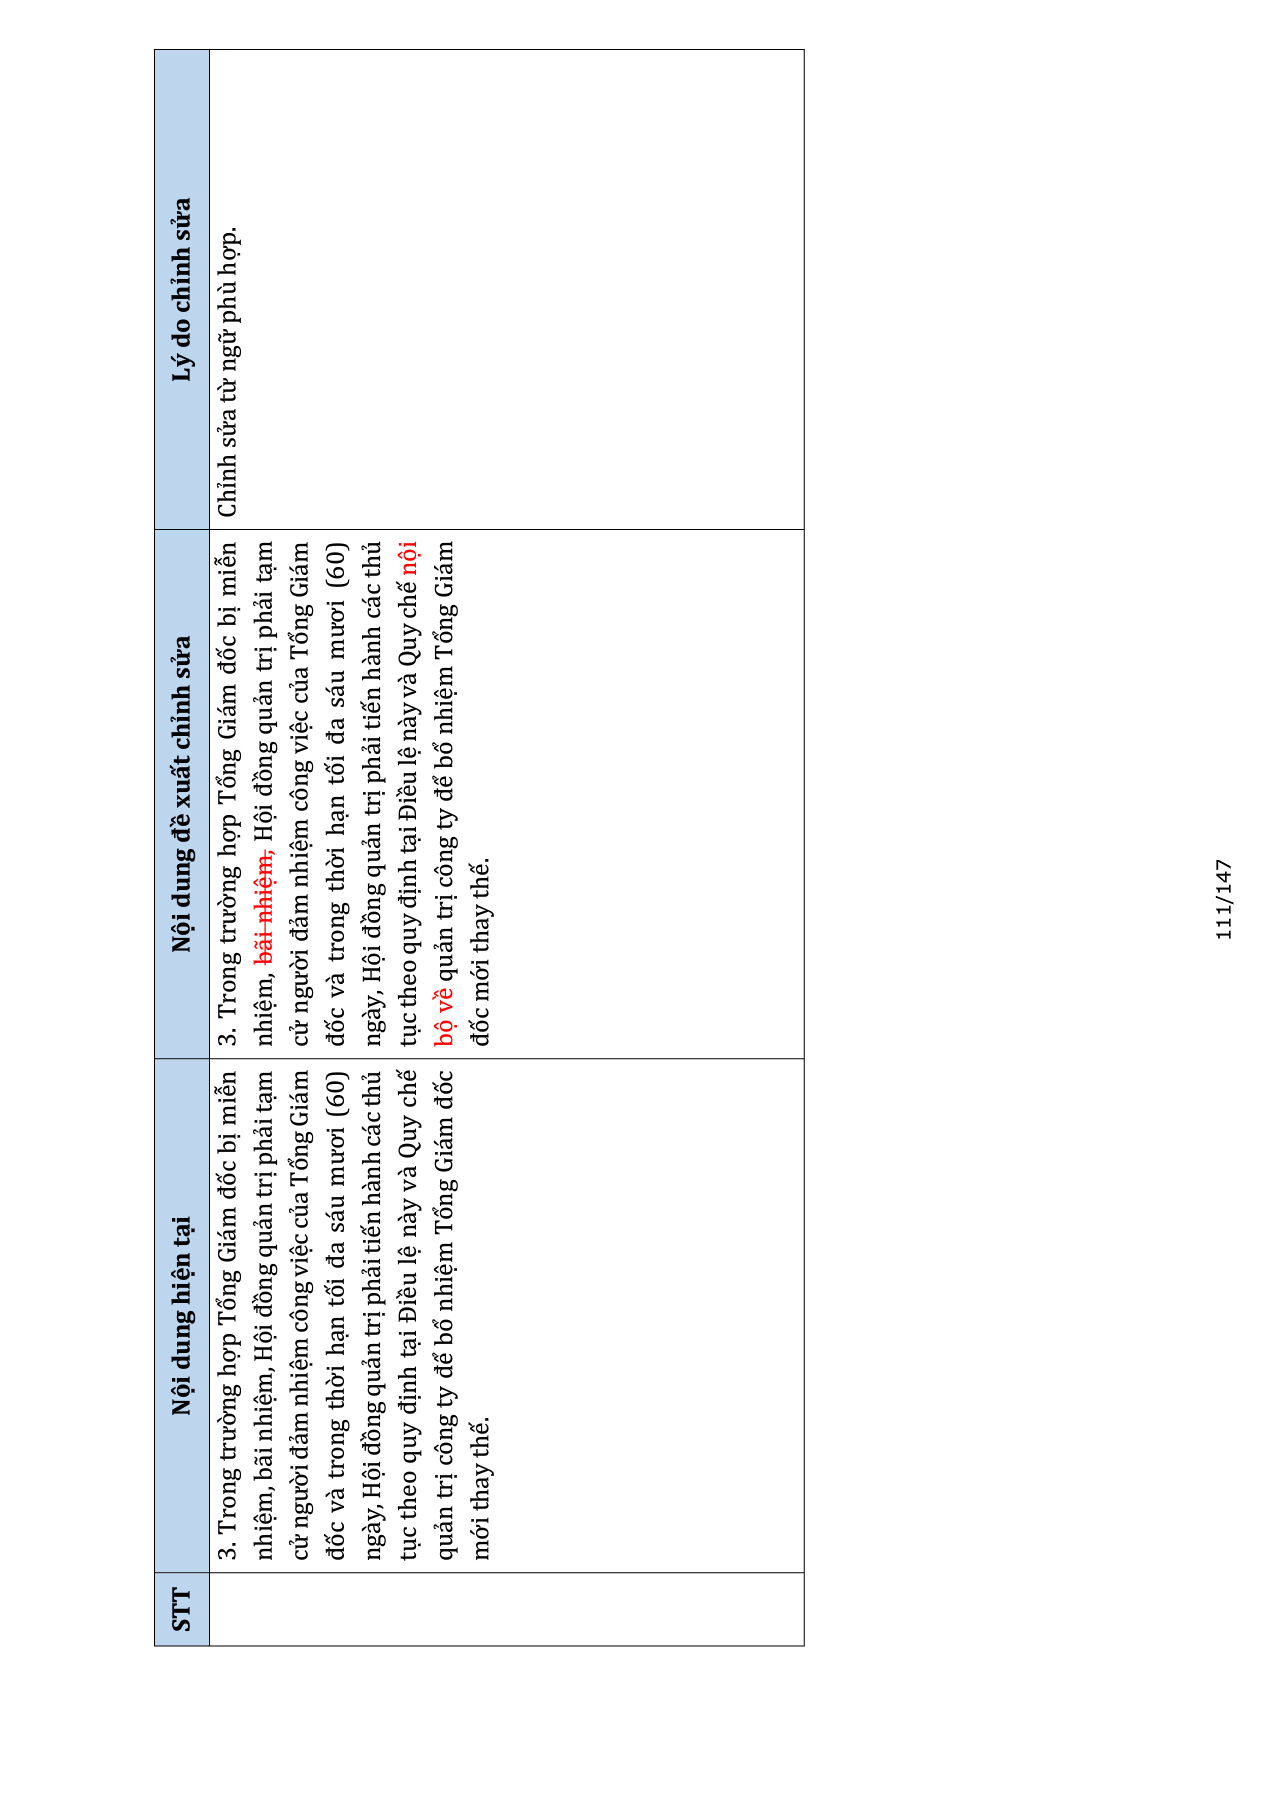 STT
Nội dung hiện tại
Nội dung đề xuất chỉnh sửa
Lý do chỉnh sửa
3. Trong trường hợp Tổng Giám đốc bị miễn
nhiệm, bãi nhiệm, Hội đồng quản trị phải tạm
cử người đảm nhiệm công việc của Tổng Giám
đốc và trong thời hạn tối đa sáu mươi (60)
ngày, Hội đồng quản trị phải tiến hành các thủ
tục theo quy định tại Điều lệ này và Quy chế
quản trị công ty để bổ nhiệm Tổng Giám đốc
mới thay thế.
3. Trong trường hợp Tổng Giám đốc bị miễn
nhiệm, bãi nhiệm, Hội đồng quản trị phải tạm
cử người đảm nhiệm công việc của Tổng Giám
đốc và trong thời hạn tối đa sáu mươi (60)
ngày, Hội đồng quản trị phải tiến hành các thủ
tục theo quy định tại Điều lệ này và Quy chế nội
bộ về quản trị công ty để bổ nhiệm Tổng Giám
đốc mới thay thế.
Chỉnh sửa từ ngữ phù hợp.
111/147